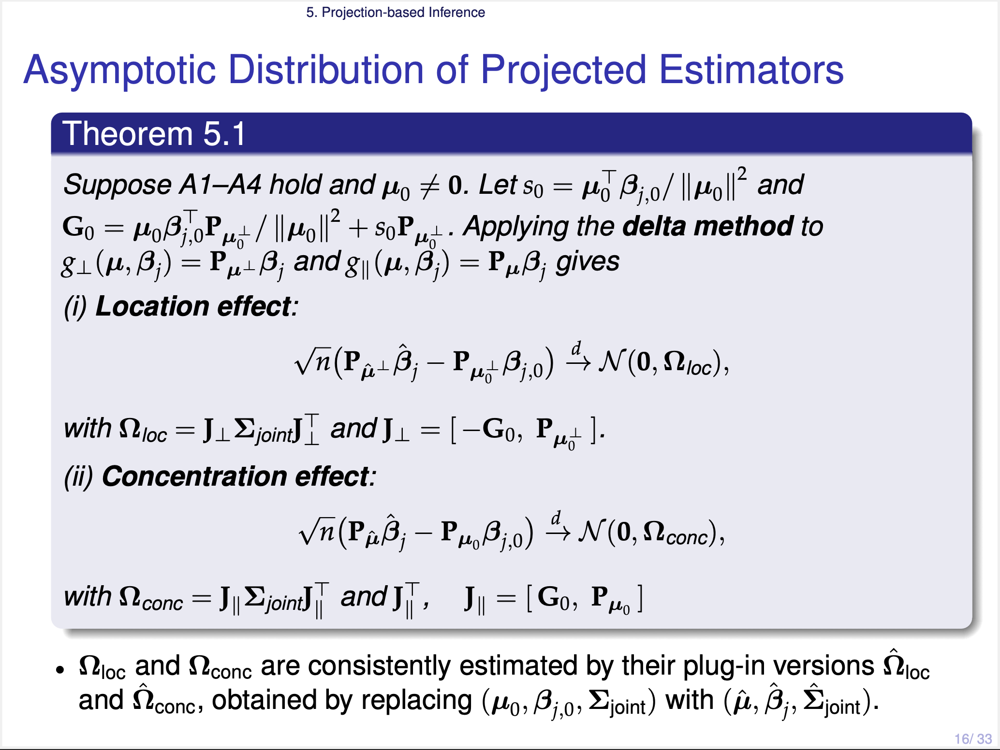 5. Projection-based Inference
Asymptotic Distribution of Projected Estimators
Theorem 5.1
Suppose A1–A4 hold and $\boldsymbol{\mu}_0 \neq \mathbf{0}$. Let $s_0 = \boldsymbol{\mu}_0^\top \boldsymbol{\beta}_{j,0} / \|\boldsymbol{\mu}_0\|^2$ and
$\mathbf{G}_0 = \boldsymbol{\mu}_0 \boldsymbol{\beta}_{j,0}^\top \mathbf{P}_{\boldsymbol{\mu}_0^\perp} / \|\boldsymbol{\mu}_0\|^2 + s_0 \mathbf{P}_{\boldsymbol{\mu}_0^\perp}$. Applying the delta method to
$g_\perp(\boldsymbol{\mu}, \boldsymbol{\beta}_j) = \mathbf{P}_{\boldsymbol{\mu}^\perp} \boldsymbol{\beta}_j$ and $g_\parallel(\boldsymbol{\mu}, \boldsymbol{\beta}_j) = \mathbf{P}_{\boldsymbol{\mu}} \boldsymbol{\beta}_j$ gives
(i) Location effect:
$\sqrt{n}(\mathbf{P}_{\hat{\boldsymbol{\mu}}^\perp} \hat{\boldsymbol{\beta}}_j - \mathbf{P}_{\boldsymbol{\mu}_0^\perp} \boldsymbol{\beta}_{j,0}) \xrightarrow{d} \mathcal{N}(\mathbf{0}, \boldsymbol{\Omega}_{loc}),$
with $\boldsymbol{\Omega}_{loc} = \mathbf{J}_\perp \boldsymbol{\Sigma}_{joint} \mathbf{J}_\perp^\top$ and $\mathbf{J}_\perp = [-\mathbf{G}_0, \ \mathbf{P}_{\boldsymbol{\mu}_0^\perp}]$.
(ii) Concentration effect:
$\sqrt{n}(\mathbf{P}_{\hat{\boldsymbol{\mu}}} \hat{\boldsymbol{\beta}}_j - \mathbf{P}_{\boldsymbol{\mu}_0} \boldsymbol{\beta}_{j,0}) \xrightarrow{d} \mathcal{N}(\mathbf{0}, \boldsymbol{\Omega}_{conc}),$
with $\boldsymbol{\Omega}_{conc} = \mathbf{J}_\parallel \boldsymbol{\Sigma}_{joint} \mathbf{J}_\parallel^\top$ and $\mathbf{J}_\parallel^\top, \quad \mathbf{J}_\parallel = [\mathbf{G}_0, \ \mathbf{P}_{\boldsymbol{\mu}_0}]$
• $\boldsymbol{\Omega}_{\text{loc}}$ and $\boldsymbol{\Omega}_{\text{conc}}$ are consistently estimated by their plug-in versions $\hat{\boldsymbol{\Omega}}_{\text{loc}}$
and $\hat{\boldsymbol{\Omega}}_{\text{conc}}$, obtained by replacing $(\boldsymbol{\mu}_0, \boldsymbol{\beta}_{j,0}, \boldsymbol{\Sigma}_{\text{joint}})$ with $(\hat{\boldsymbol{\mu}}, \hat{\boldsymbol{\beta}}_j, \hat{\boldsymbol{\Sigma}}_{\text{joint}})$.
16/ 33